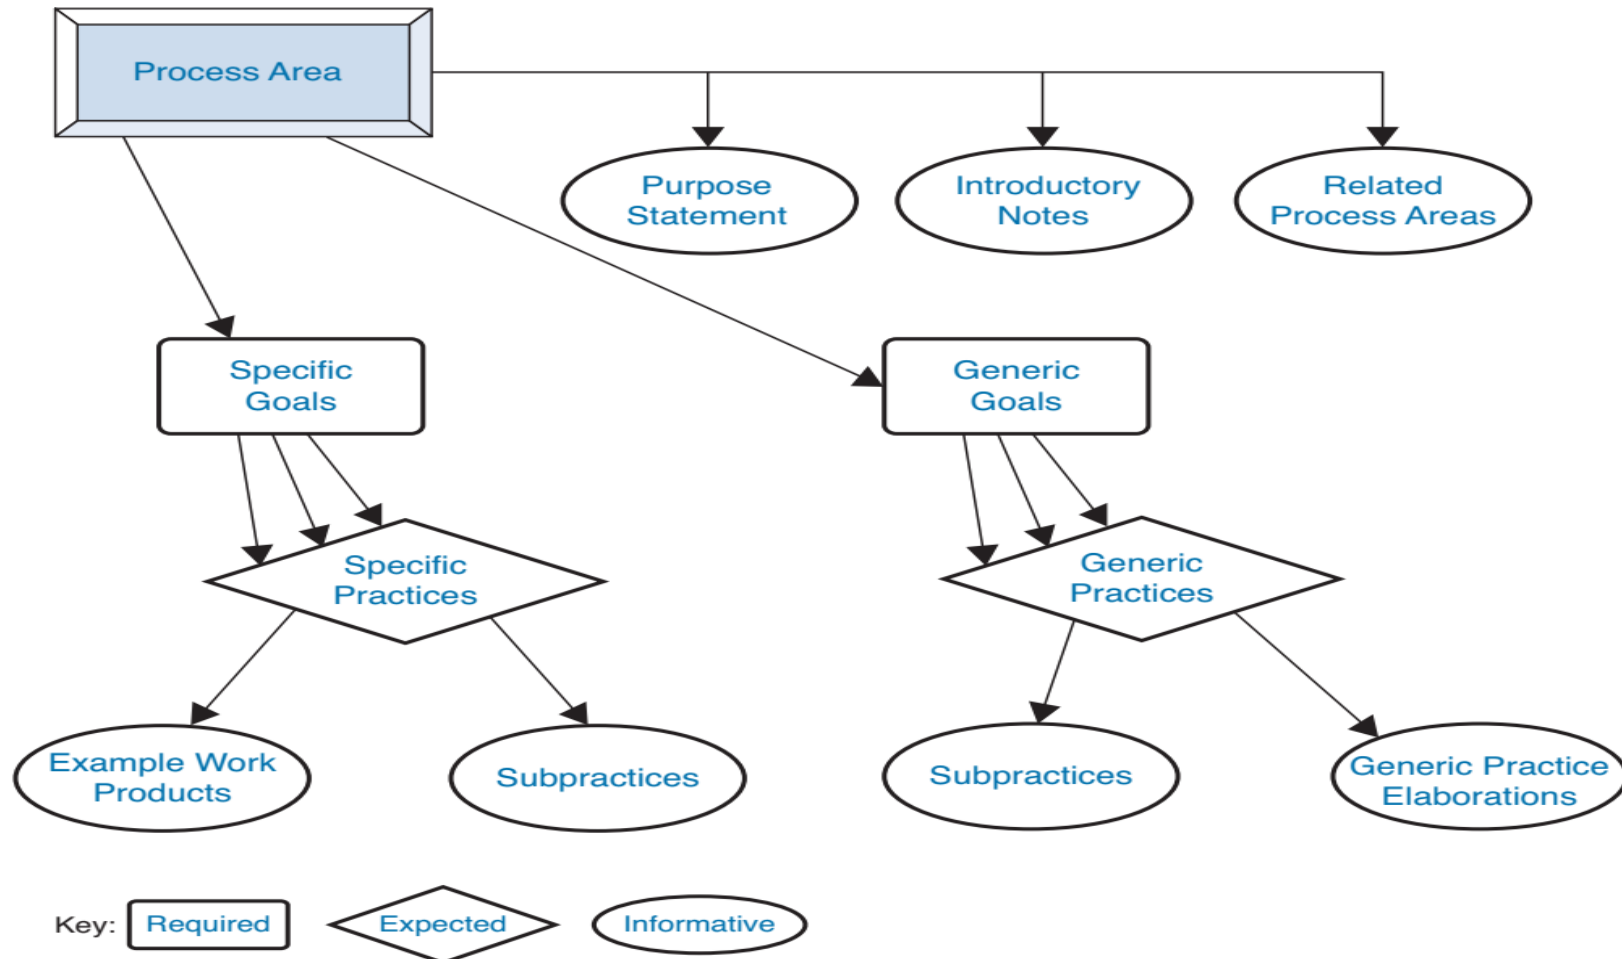 Process Area
Purpose
Statement
Introductory
Notes
Related
Process Areas
Specific
Goals
Generic
Goals
Specific
Practices
Generic
Practices
Example Work
Products
Subpractices
Subpractices
Generic Practice
Elaborations
Key: Required Expected Informative